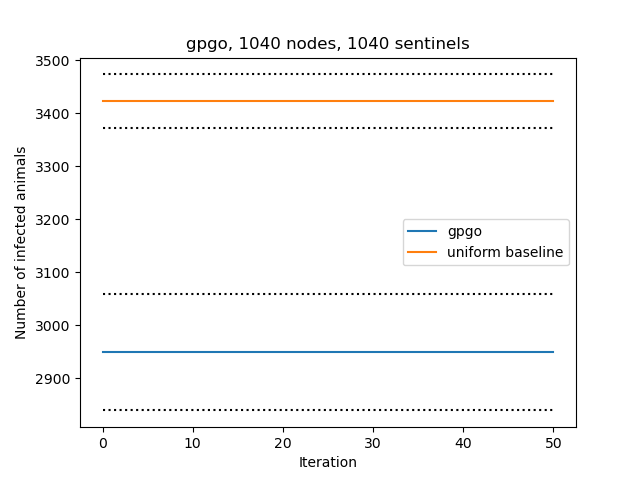 gpgo, 1040 nodes, 1040 sentinels
3500
3400
3300
3200
3100
3000
2900
Number of infected animals
gpgo
uniform baseline
0 10 20 30 40 50
Iteration